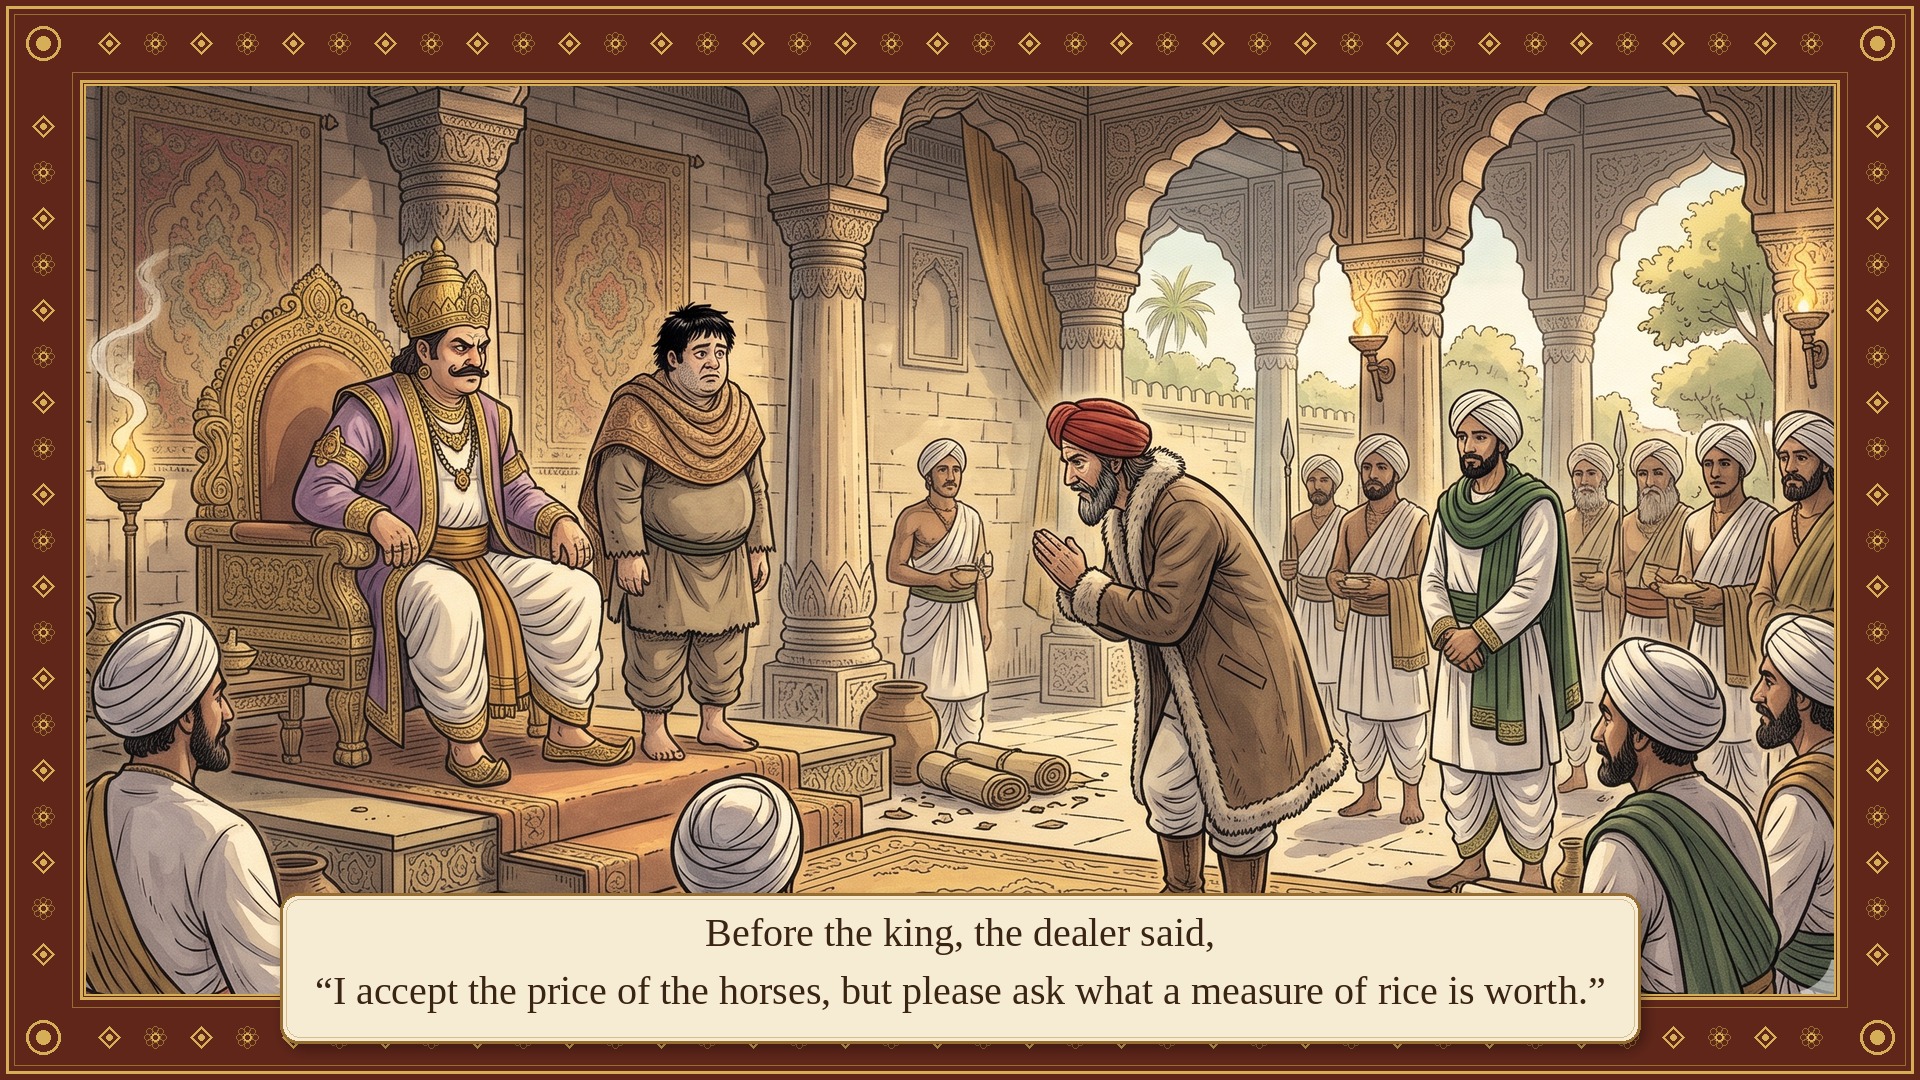 Before the king, the dealer said,
“I accept the price of the horses, but please ask what a measure of rice is worth.”